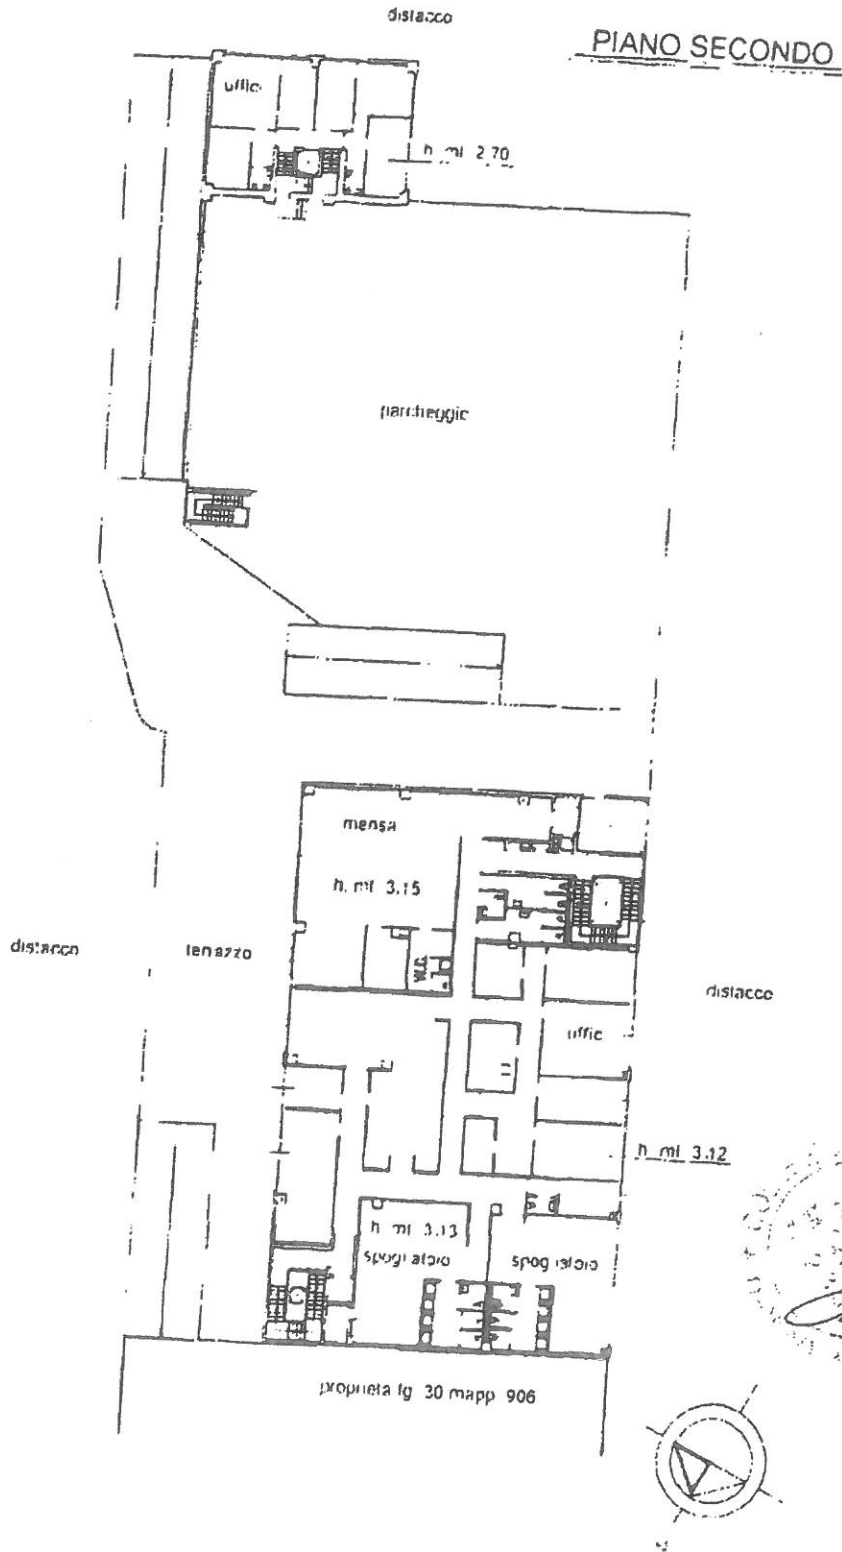 distacco
PIANO SECONDO
uffici
h ml 2.70
parcheggio
mensa
h. ml 3.15
distacco
terrazzo
W.C.
distacco
uffic
h ml 3.12
h ml 3.13
spogliatoio
spogliatoio
proprieta fg 30 mapp 906